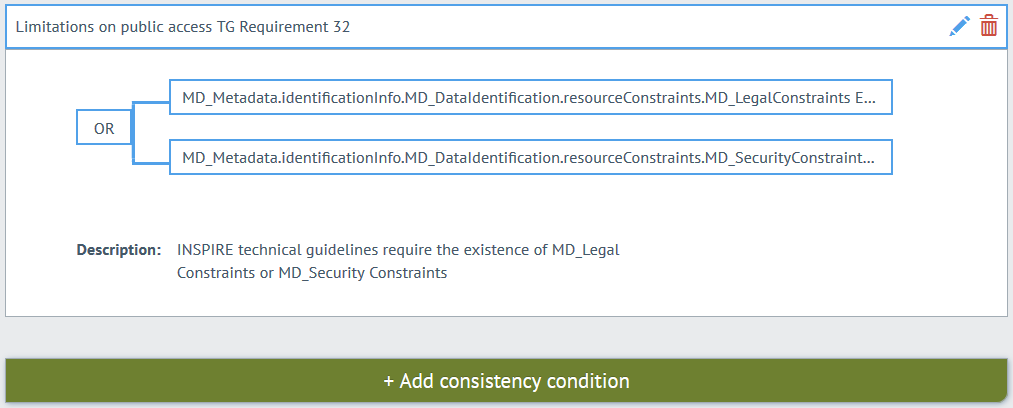 Limitations on public access TG Requirement 32
MD_Metadata.identificationInfo.MD_DataIdentification.resourceConstraints.MD_LegalConstraints E...
OR
MD_Metadata.identificationInfo.MD_DataIdentification.resourceConstraints.MD_SecurityConstraint...
Description: INSPIRE technical guidelines require the existence of MD_Legal
Constraints or MD_Security Constraints
+ Add consistency condition